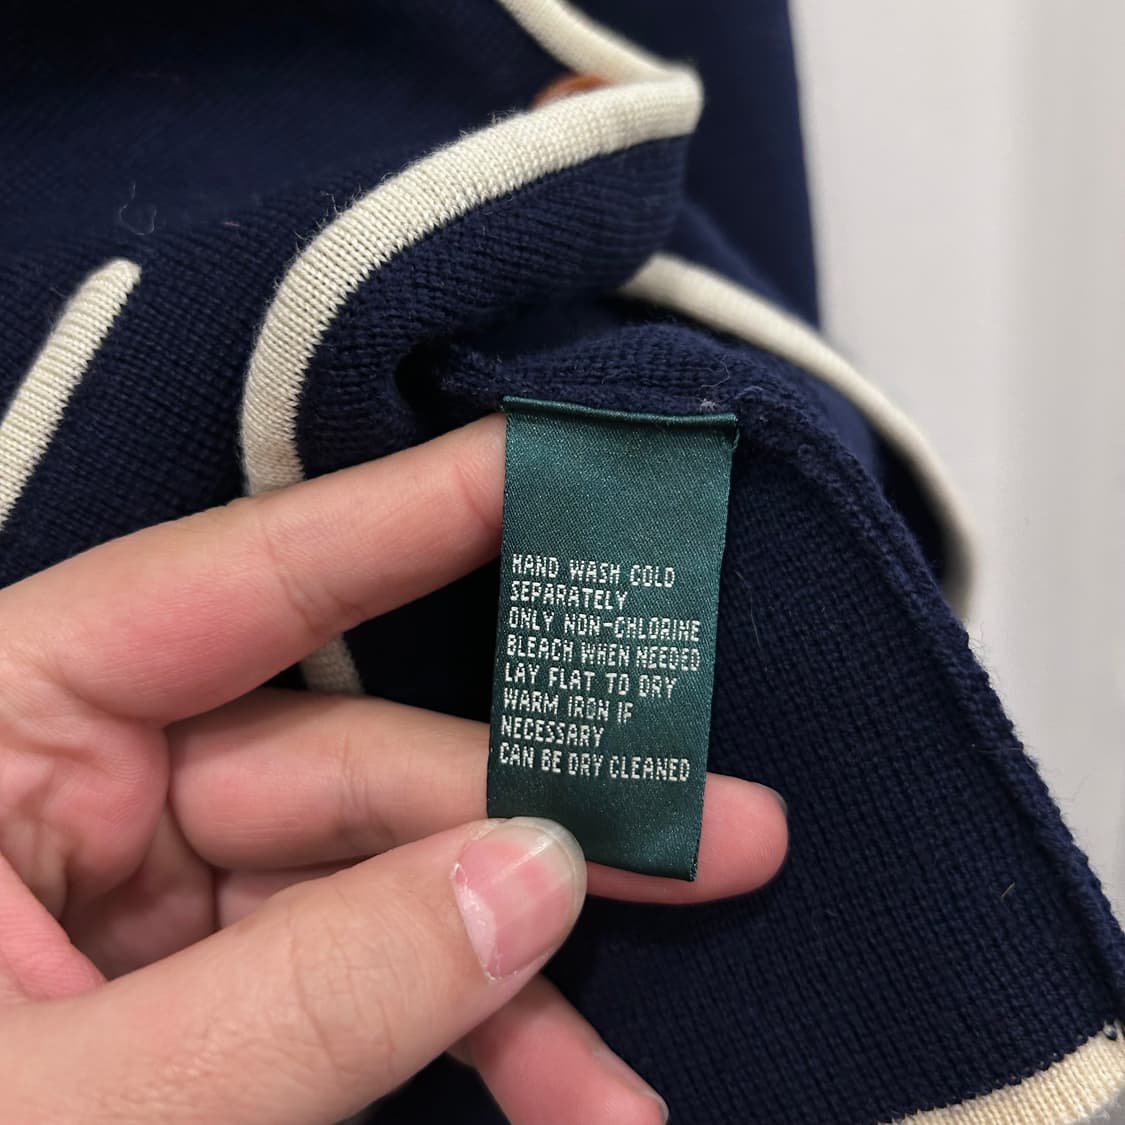 HAND WASH COLD
SEPARATELY
ONLY NON-CHLORINE
BLEACH WHEN NEEDED
LAY FLAT TO DRY
WARM IRON IF
NECESSARY
CAN BE DRY CLEANED